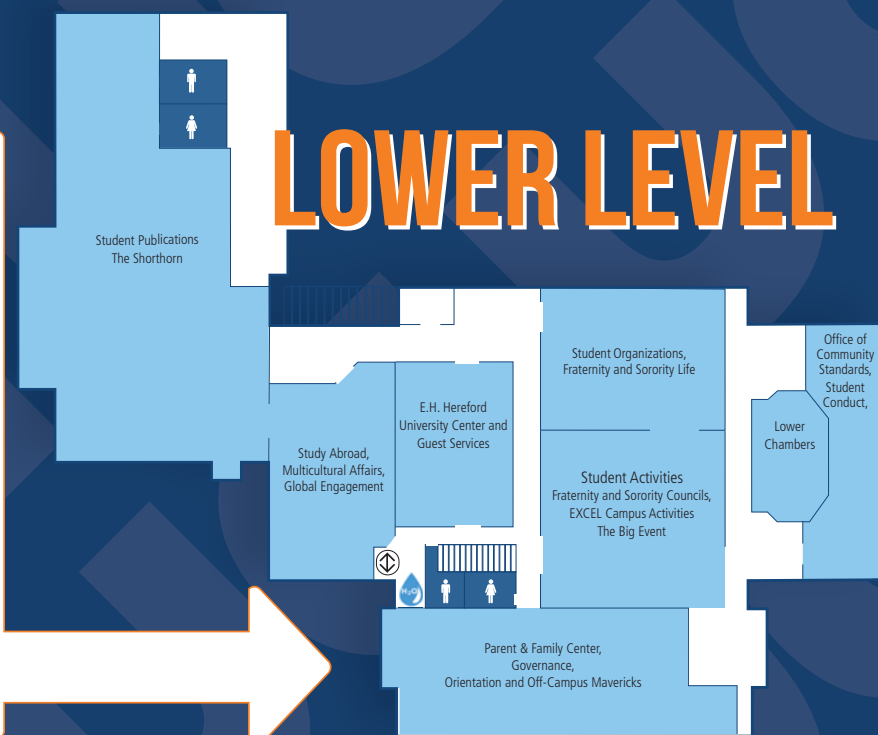 LOWER LEVEL
Student Publications
The Shorthorn
Student Organizations,
Fraternity and Sorority Life
Office of
Community
Standards,
Student
Conduct,
E.H. Hereford
University Center and
Guest Services
Lower
Chambers
Study Abroad,
Multicultural Affairs,
Global Engagement
Student Activities
Fraternity and Sorority Councils,
EXCEL Campus Activities
The Big Event
H₂O
Parent & Family Center,
Governance,
Orientation and Off-Campus Mavericks